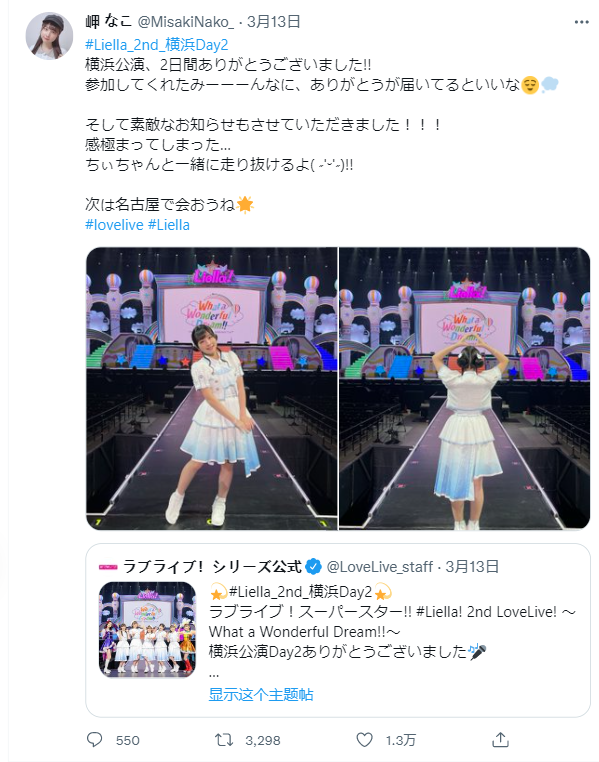 岬 なこ @MisakiNako_ · 3月13日
#Liella_2nd_横浜Day2
横浜公演、2日間ありがとうございました!!
参加してくれたみーーーんなに、ありがとうが届いてるといいな😌💭
そして素敵なお知らせもさせていただきました！！！
感極まってしまった...
ちぃちゃんと一緒に走り抜けるよ( ˶'ᵕ'˶)!!
次は名古屋で会おうね🌟
#lovelive #Liella
Liella!
What a
Wonderful
Dream!!
Liella!
What a
Wonderful
Dream!!
ラブライブ！シリーズ公式 @LoveLive_staff · 3月13日
💫#Liella_2nd_横浜Day2💫
ラブライブ！スーパースター!! #Liella! 2nd LoveLive! ～
What a Wonderful Dream!!～
横浜公演Day2ありがとうございました🎤
...
显示这个主题帖
550 3,298 1.3万